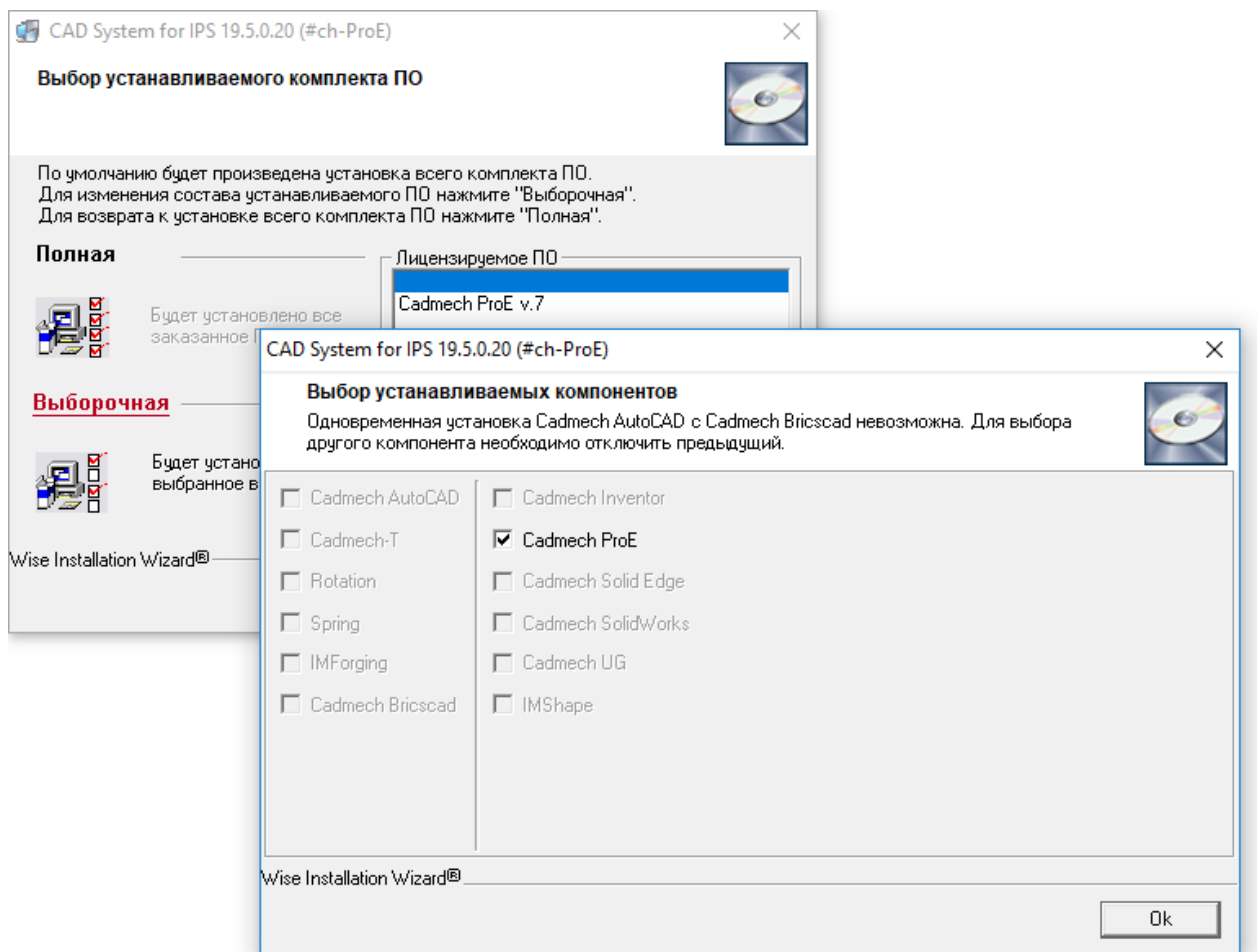 CAD System for IPS 19.5.0.20 (#ch-ProE)
Выбор устанавливаемого комплекта ПО
По умолчанию будет произведена установка всего комплекта ПО.
Для изменения состава устанавливаемого ПО нажмите "Выборочная".
Для возврата к установке всего комплекта ПО нажмите "Полная".
Полная
Лицензируемое ПО
Cadmech ProE v.7
Будет установлено все
заказанное
Выборочная
Будет
выбранное
Wise Installation Wizard®
CAD System for IPS 19.5.0.20 (#ch-ProE)
Выбор устанавливаемых компонентов
Одновременная установка Cadmech AutoCAD с Cadmech Bricscad невозможна. Для выбора
другого компонента необходимо отключить предыдущий.
Cadmech AutoCAD
Cadmech-T
Rotation
Spring
IMForging
Cadmech Bricscad
Cadmech Inventor
Cadmech ProE
Cadmech Solid Edge
Cadmech SolidWorks
Cadmech UG
IMShape
Wise Installation Wizard®
Ok